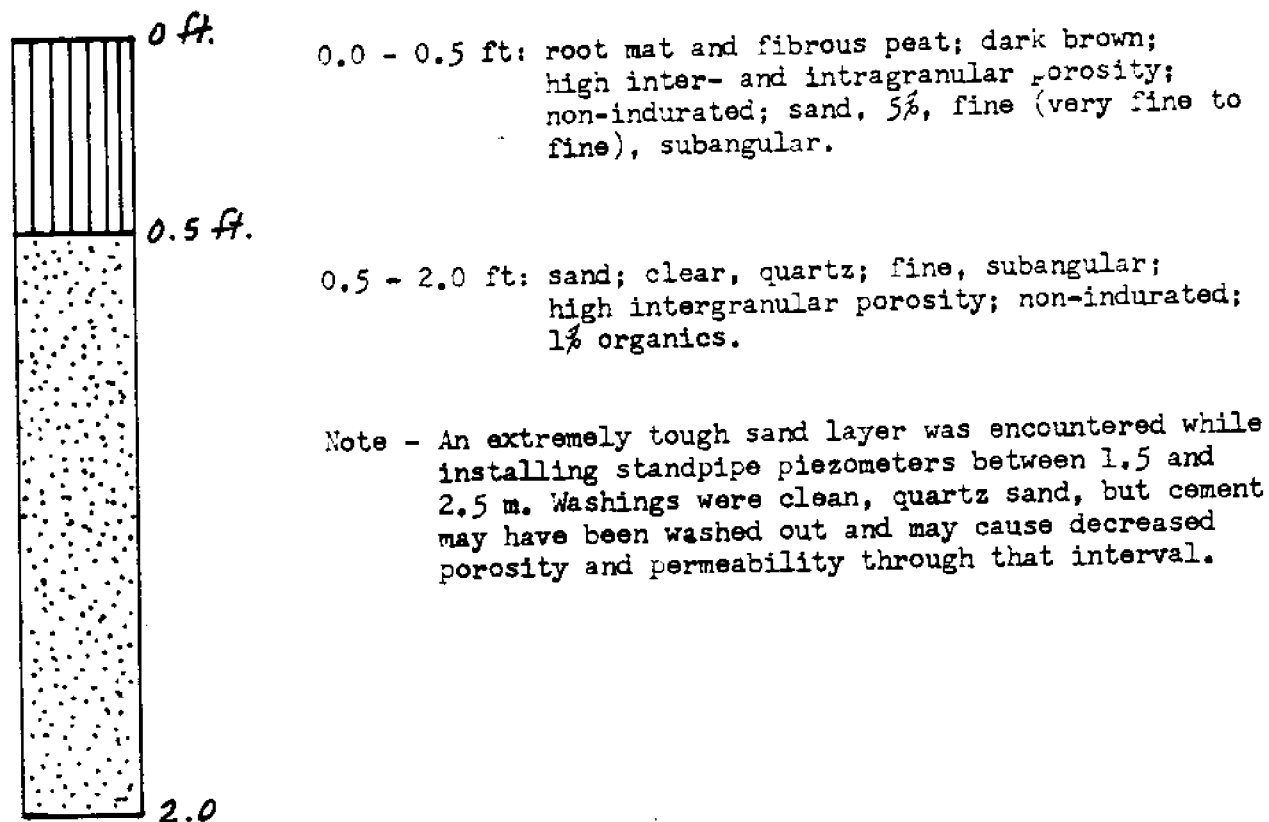 0 ft.
0.0 - 0.5 ft: root mat and fibrous peat; dark brown;
high inter- and intragranular porosity;
non-indurated; sand, 5%, fine (very fine to
fine), subangular.
0.5 ft.
0.5 - 2.0 ft: sand; clear, quartz; fine, subangular;
high intergranular porosity; non-indurated;
1% organics.
Note - An extremely tough sand layer was encountered while
installing standpipe piezometers between 1.5 and
2.5 m. Washings were clean, quartz sand, but cement
may have been washed out and may cause decreased
porosity and permeability through that interval.
2.0